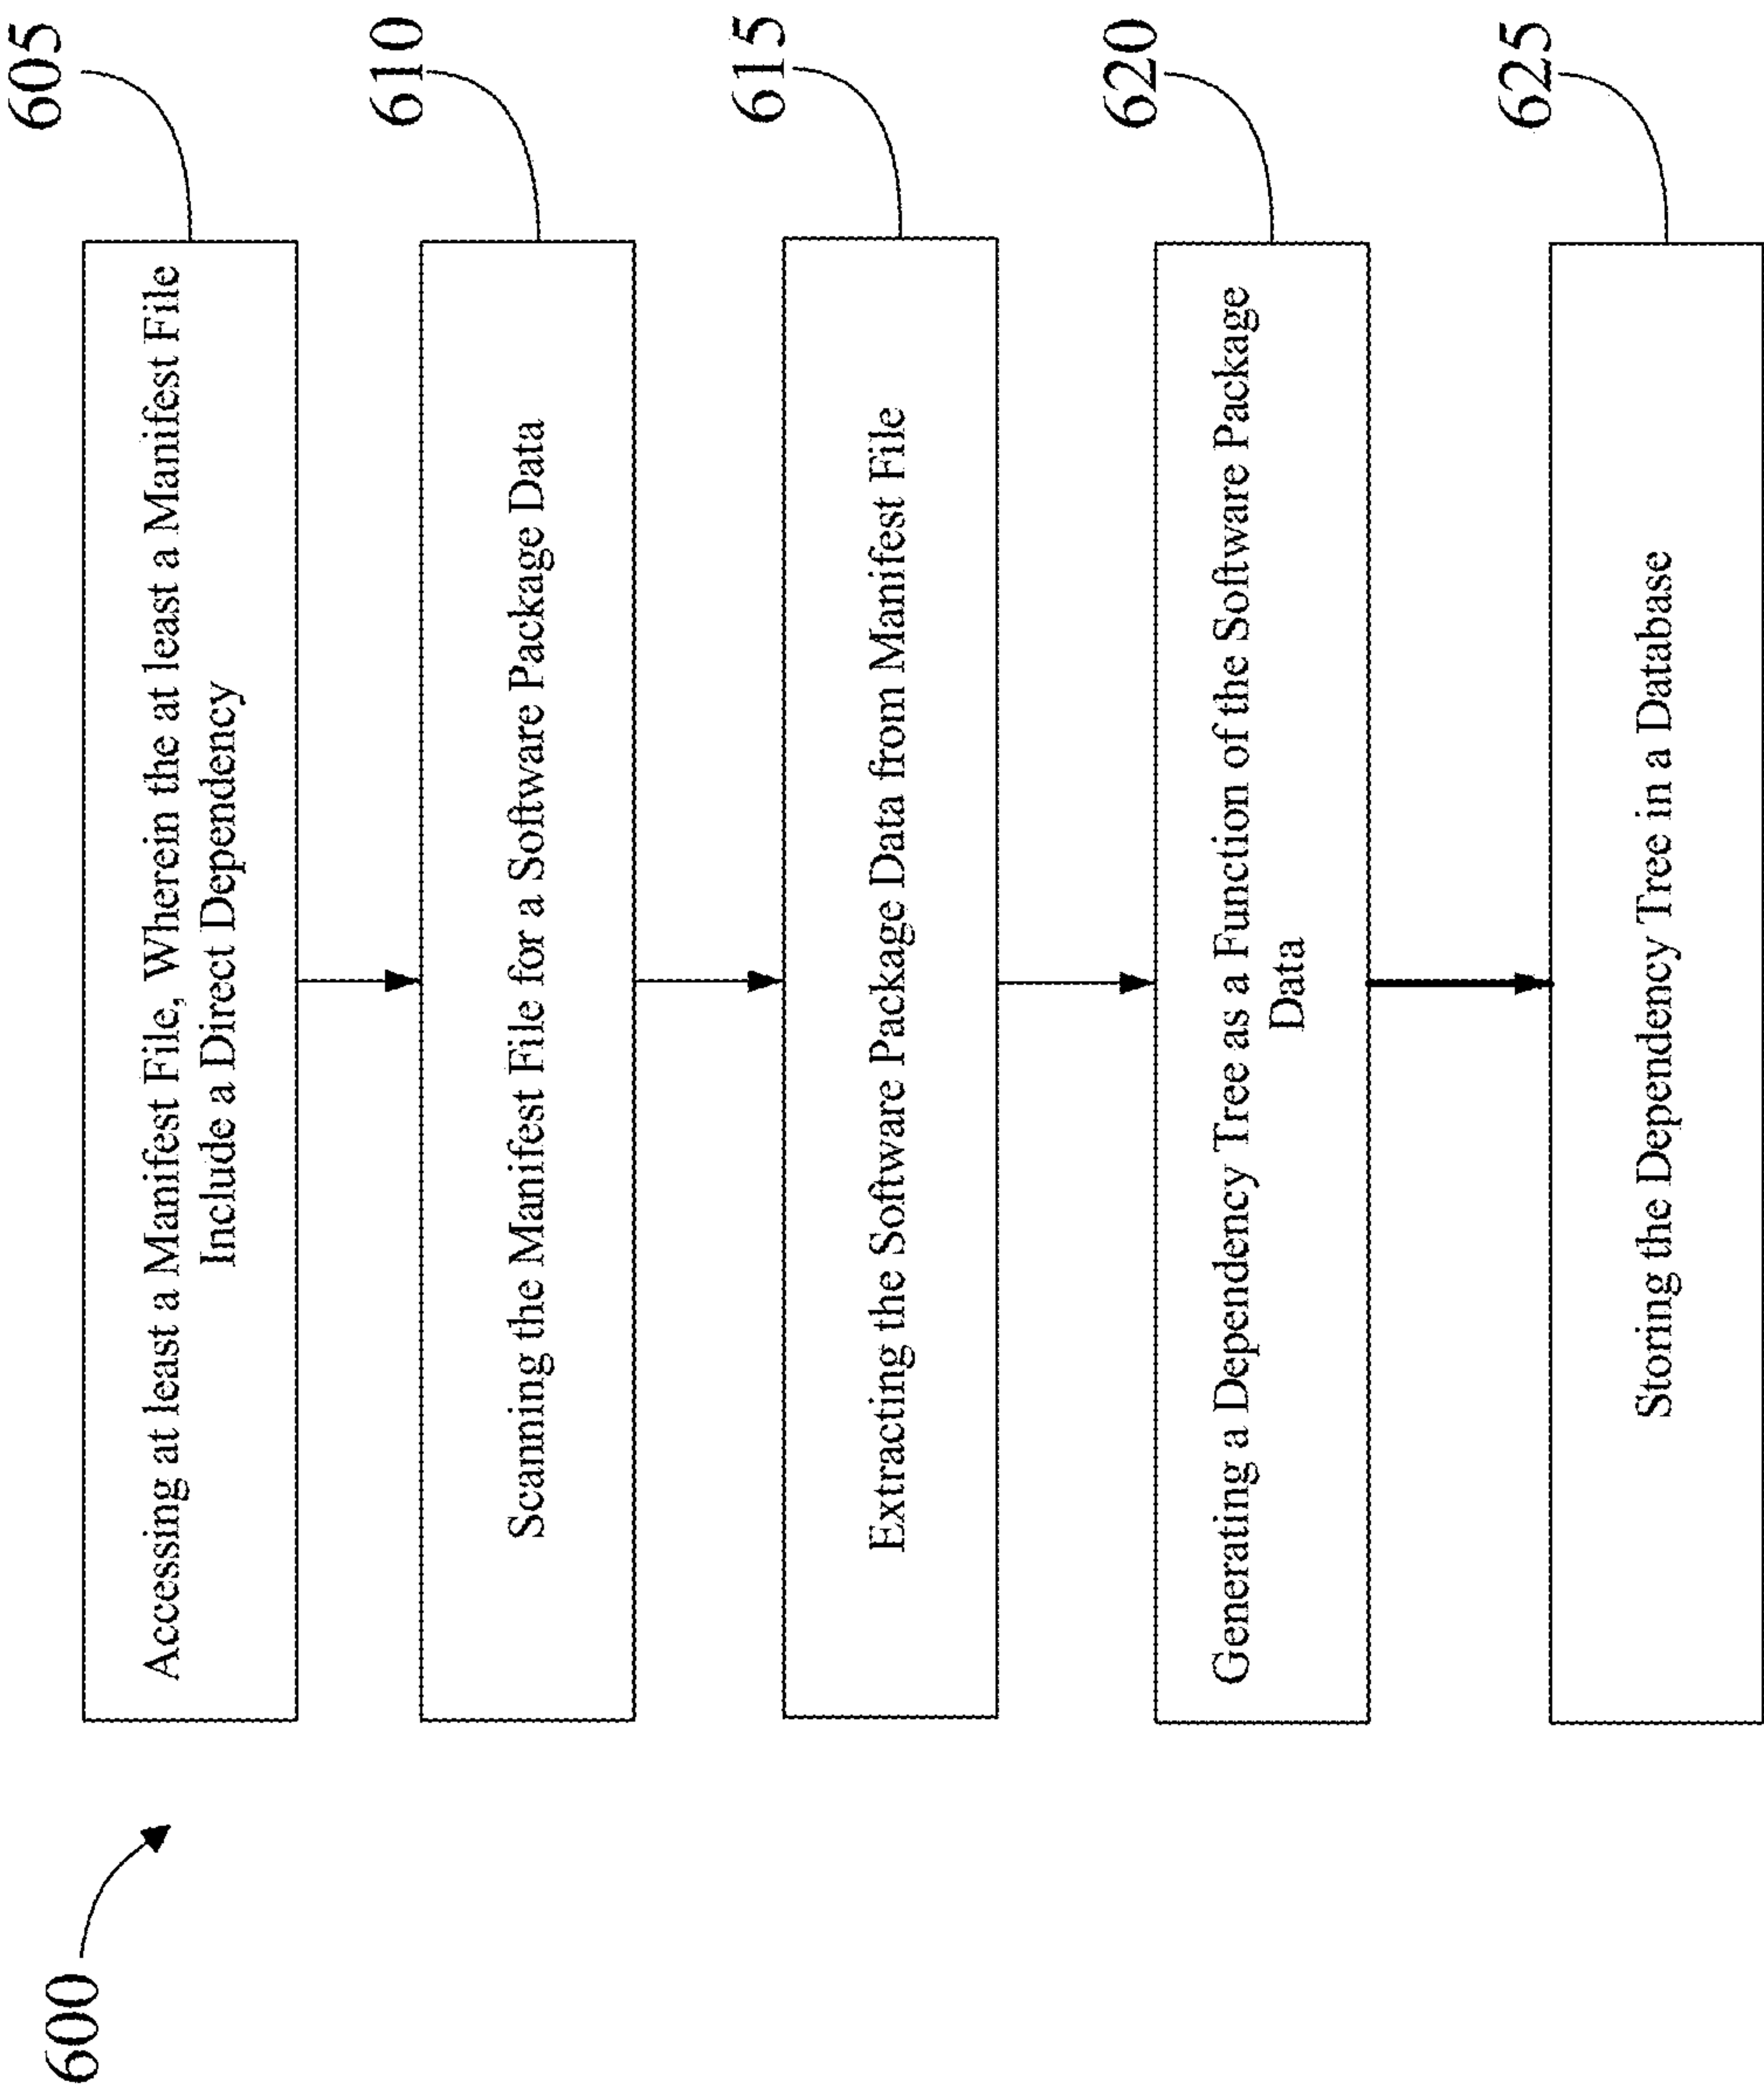 600
605
Accessing at least a Manifest File, Wherein the at least a Manifest File
Include a Direct Dependency
610
Scanning the Manifest File for a Software Package Data
615
Extracting the Software Package Data from Manifest File
620
Generating a Dependency Tree as a Function of the Software Package
Data
625
Storing the Dependency Tree in a Database